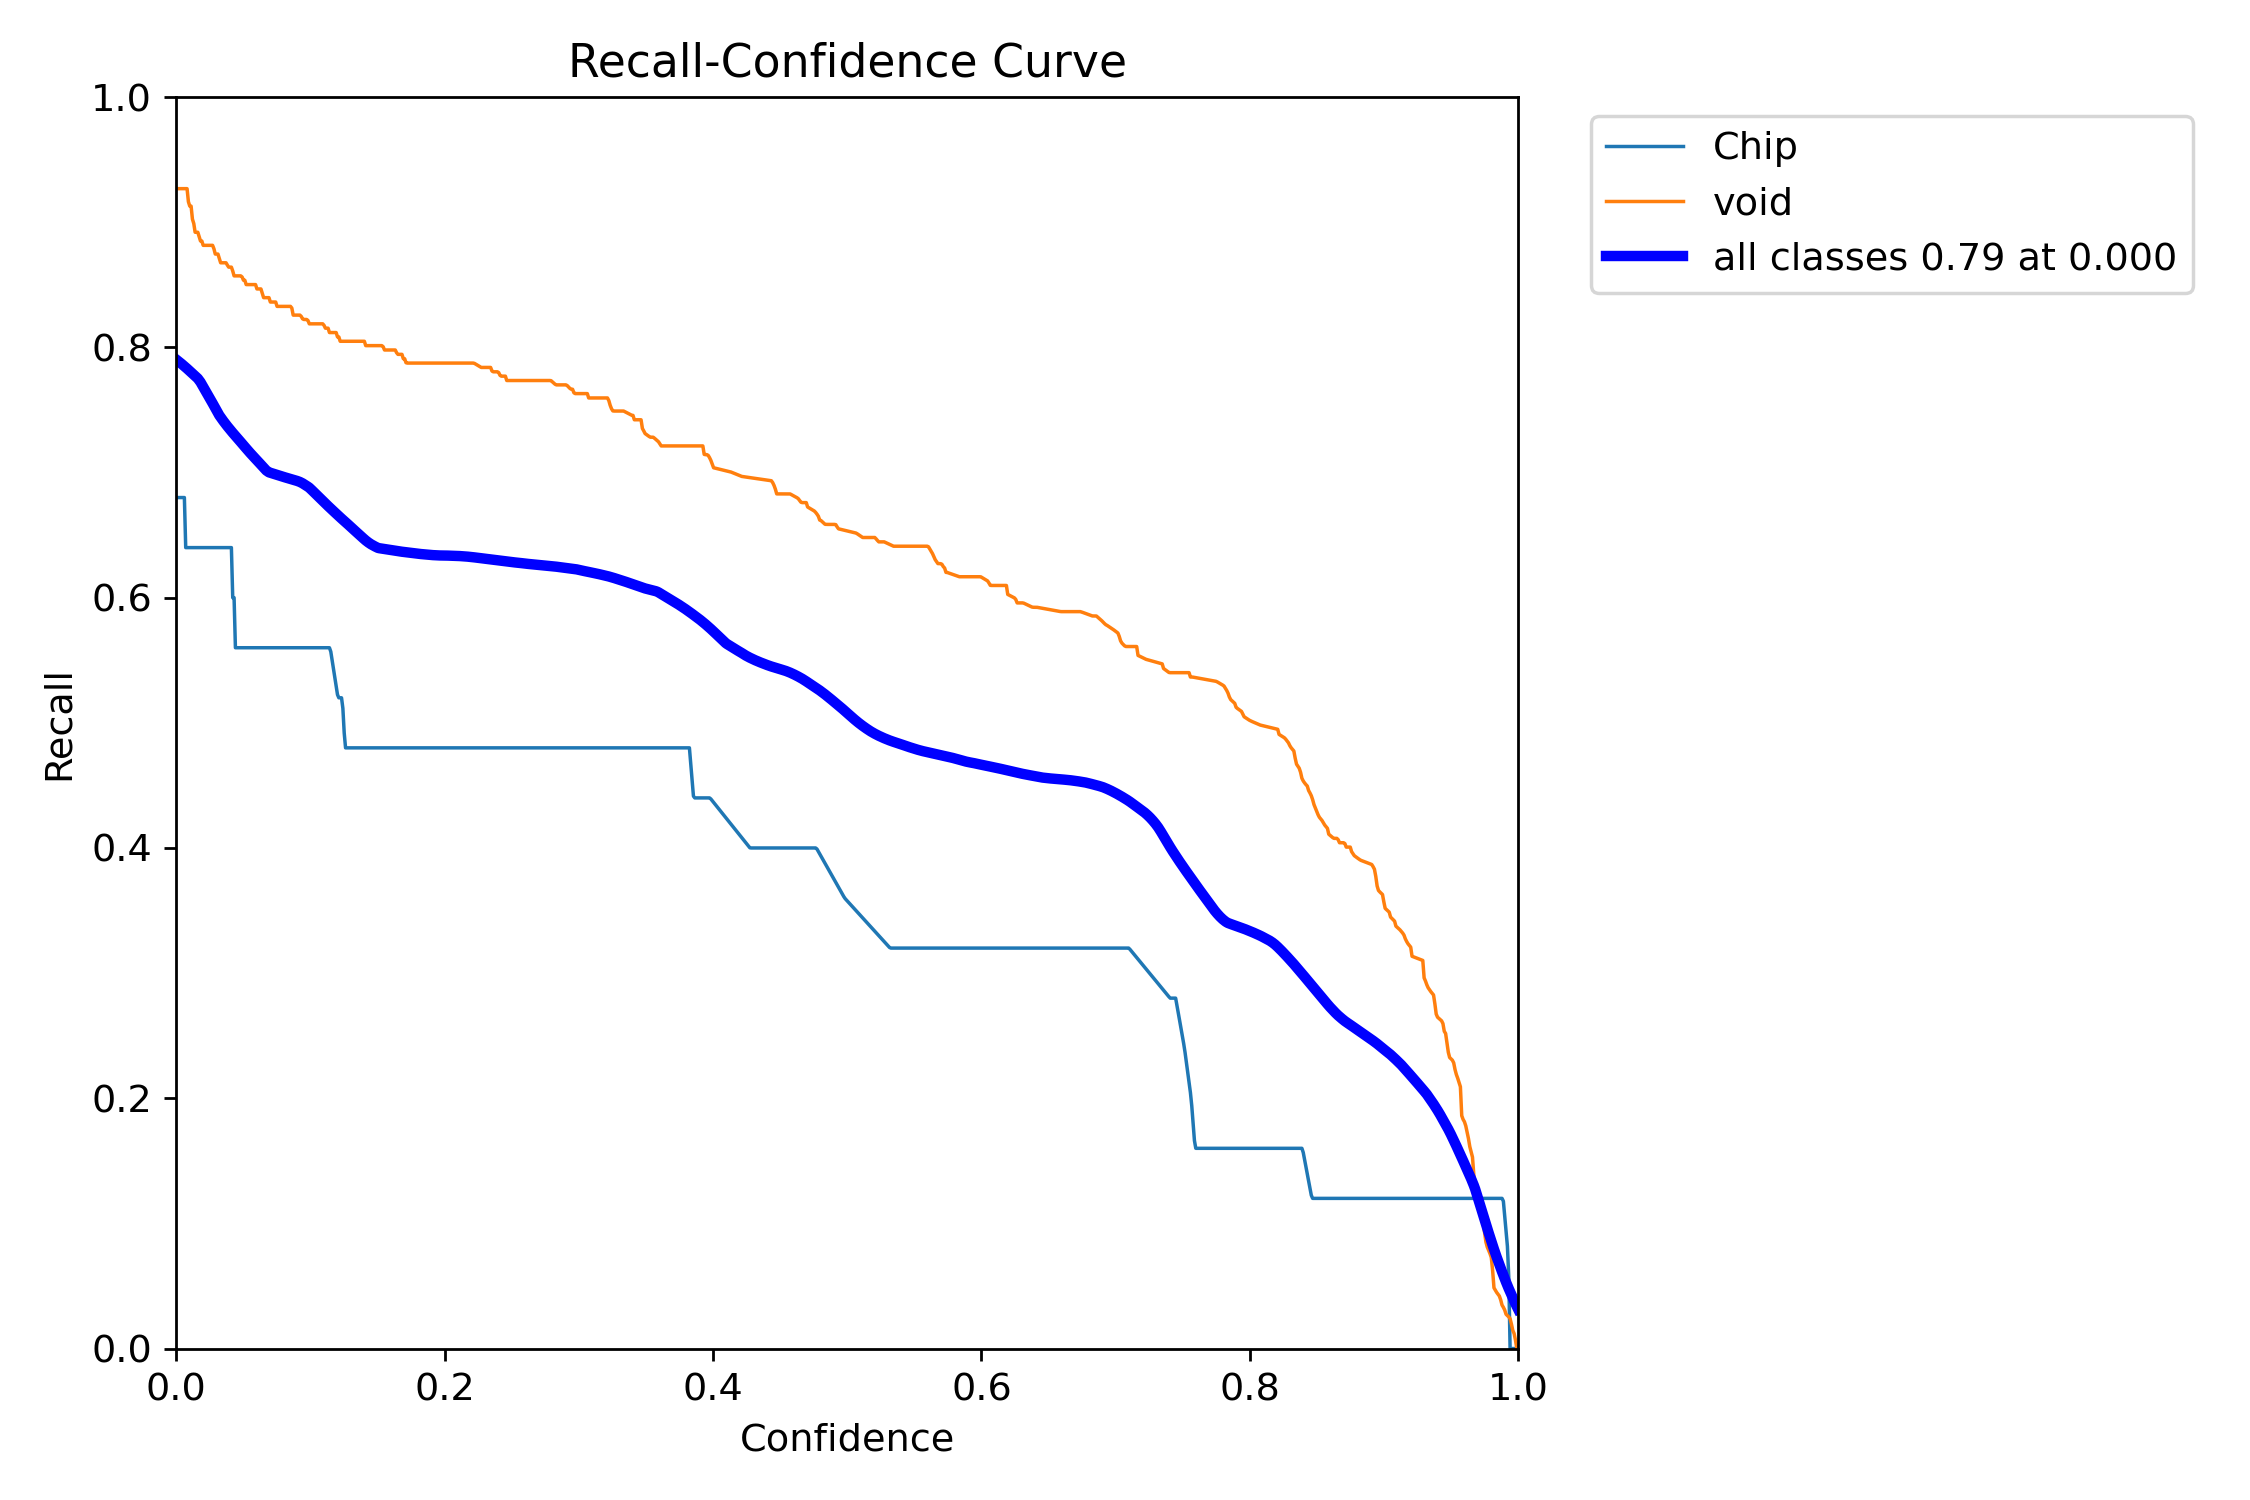 Recall-Confidence Curve
1.0
0.8
0.6
0.4
0.2
0.0
Recall
0.0 0.2 0.4 0.6 0.8 1.0
Confidence
Chip
void
all classes 0.79 at 0.000